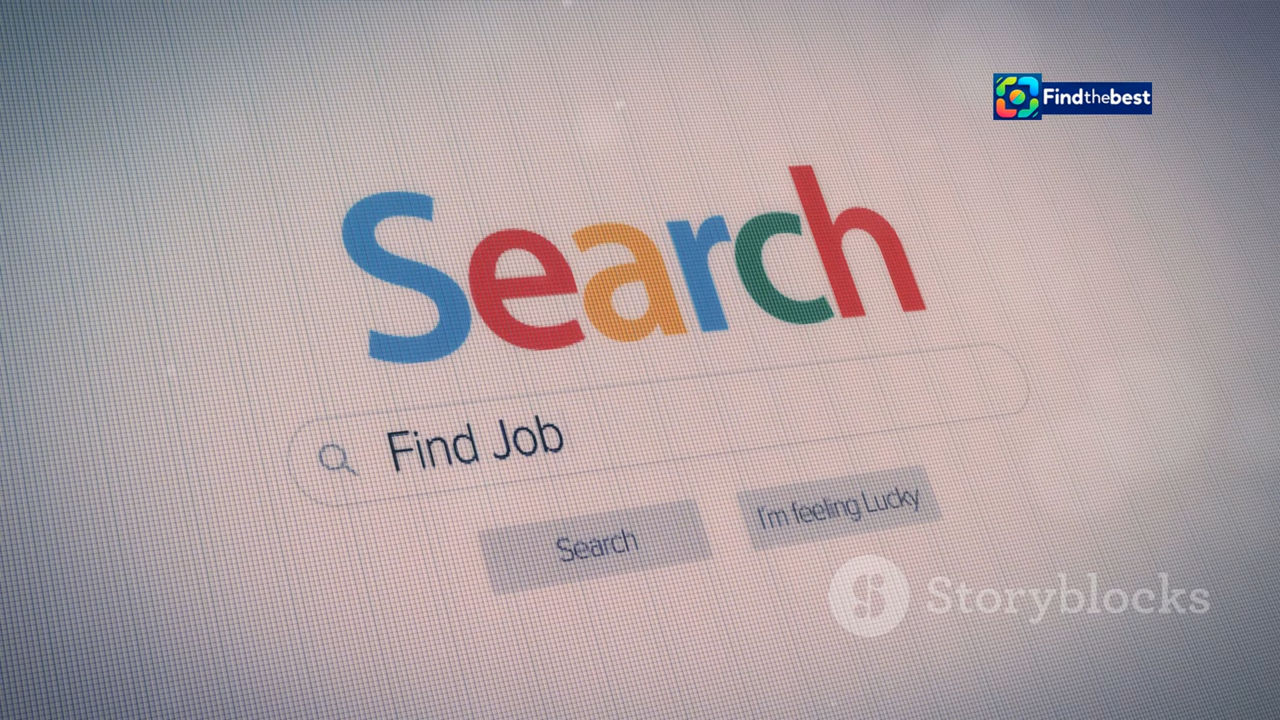 Findthebest
Search
Find Job
Search
I'm feeling Lucky
Storyblocks